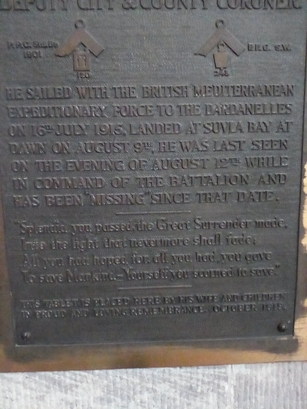 DEPUTY CITY & COUNTY CORONER
HE SAILED WITH THE BRITISH MEDITERRANEAN
EXPEDITIONARY FORCE TO THE DARDANELLES
ON 16TH JULY 1915, LANDED AT SUVLA BAY AT
DAWN ON AUGUST 9TH, HE WAS LAST SEEN
ON THE EVENING OF AUGUST 12TH WHILE
IN COMMAND OF THE BATTALION AND
HAS BEEN "MISSING" SINCE THAT DATE.
"Splendid, you passed, the Great Surrender made,
Into the light that nevermore shall fade;
All you had hoped for, all you had, you gave
To save Mankind—Yourself you scorned to save".
THIS TABLET IS PLACED HERE BY HIS WIFE AND CHILDREN
IN PROUD AND LOVING REMEMBRANCE. OCTOBER